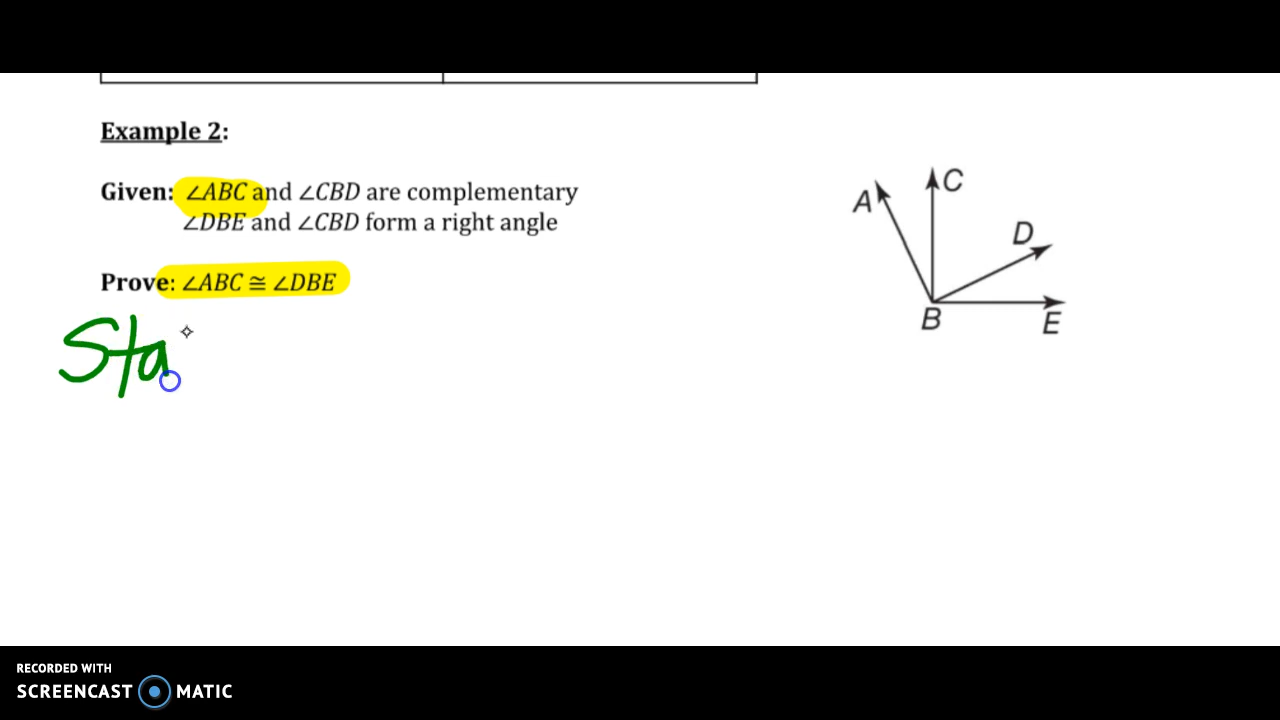 Example 2:
Given: ∠ABC and ∠CBD are complementary
∠DBE and ∠CBD form a right angle
Prove: ∠ABC ≅ ∠DBE
Sta
A
C
D
B
E
RECORDED WITH
SCREENCAST MATIC